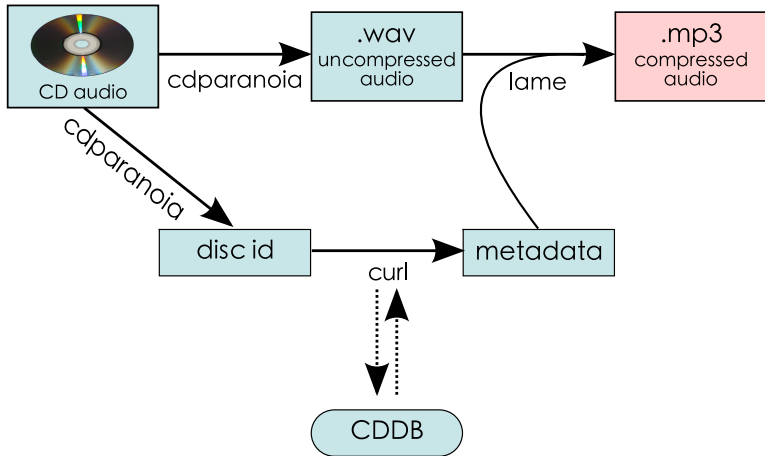 CD audio
cdparanoia
.wav
uncompressed
audio
lame
.mp3
compressed
audio
cdparanoia
disc id
curl
metadata
CDDB